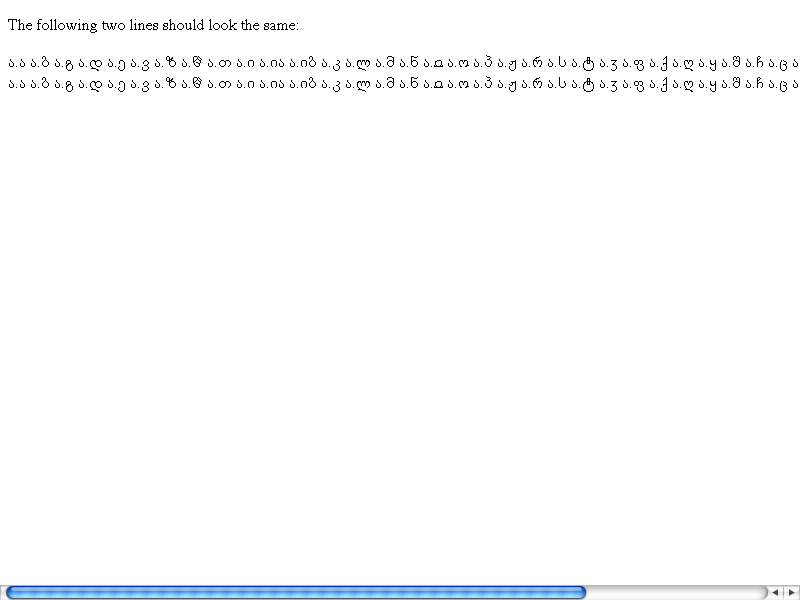 The following two lines should look the same:
ა.ა ა.ბ ა.გ ა.დ ა.ე ა.ვ ა.ზ ა.ჱ ა.თ ა.ი ა.ია ა.იბ ა.კ ა.ლ ა.მ ა.ნ ა.ჲ ა.ო ა.პ ა.ჟ ა.რ ა.ს ა.ტ ა.ჳ ა.ფ ა.ქ ა.ღ ა.ყ ა.შ ა.ჩ ა.ც ა
ა.ა ა.ბ ა.გ ა.დ ა.ე ა.ვ ა.ზ ა.ჱ ა.თ ა.ი ა.ია ა.იბ ა.კ ა.ლ ა.მ ა.ნ ა.ჲ ა.ო ა.პ ა.ჟ ა.რ ა.ს ა.ტ ა.ჳ ა.ფ ა.ქ ა.ღ ა.ყ ა.შ ა.ჩ ა.ც ა